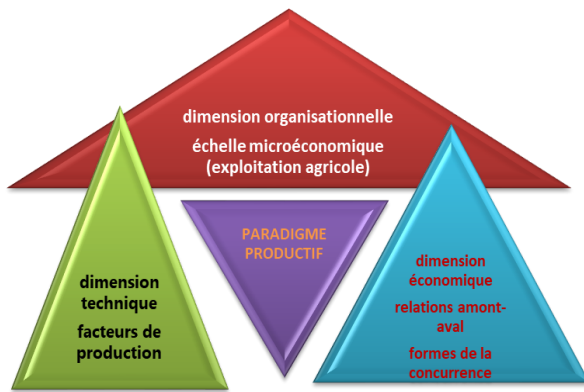 dimension organisationnelle
échelle microéconomique
(exploitation agricole)
PARADIGME
PRODUCTIF
dimension
technique
facteurs de
production
dimension
économique
relations amont-
aval
formes de la
concurrence